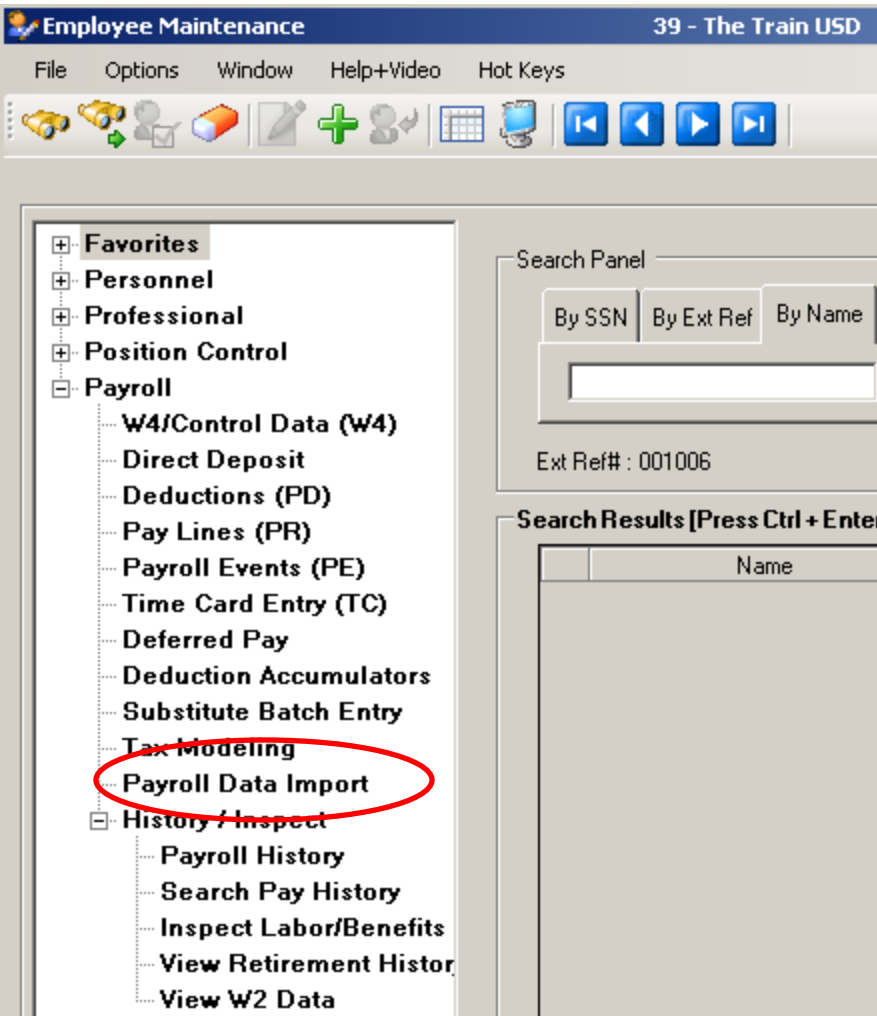 Employee Maintenance 39 - The Train USD
File Options Window Help+Video Hot Keys
Favorites
Personnel
Professional
Position Control
Payroll
W4/Control Data (W4)
Direct Deposit
Deductions (PD)
Pay Lines (PR)
Payroll Events (PE)
Time Card Entry (TC)
Deferred Pay
Deduction Accumulators
Substitute Batch Entry
Tax Modeling
Payroll Data Import
History / Inspect
Payroll History
Search Pay History
Inspect Labor/Benefits
View Retirement Histor
View W2 Data
Search Panel
By SSN By Ext Ref By Name
Ext Ref# : 001006
Search Results [Press Ctrl + Enter
Name